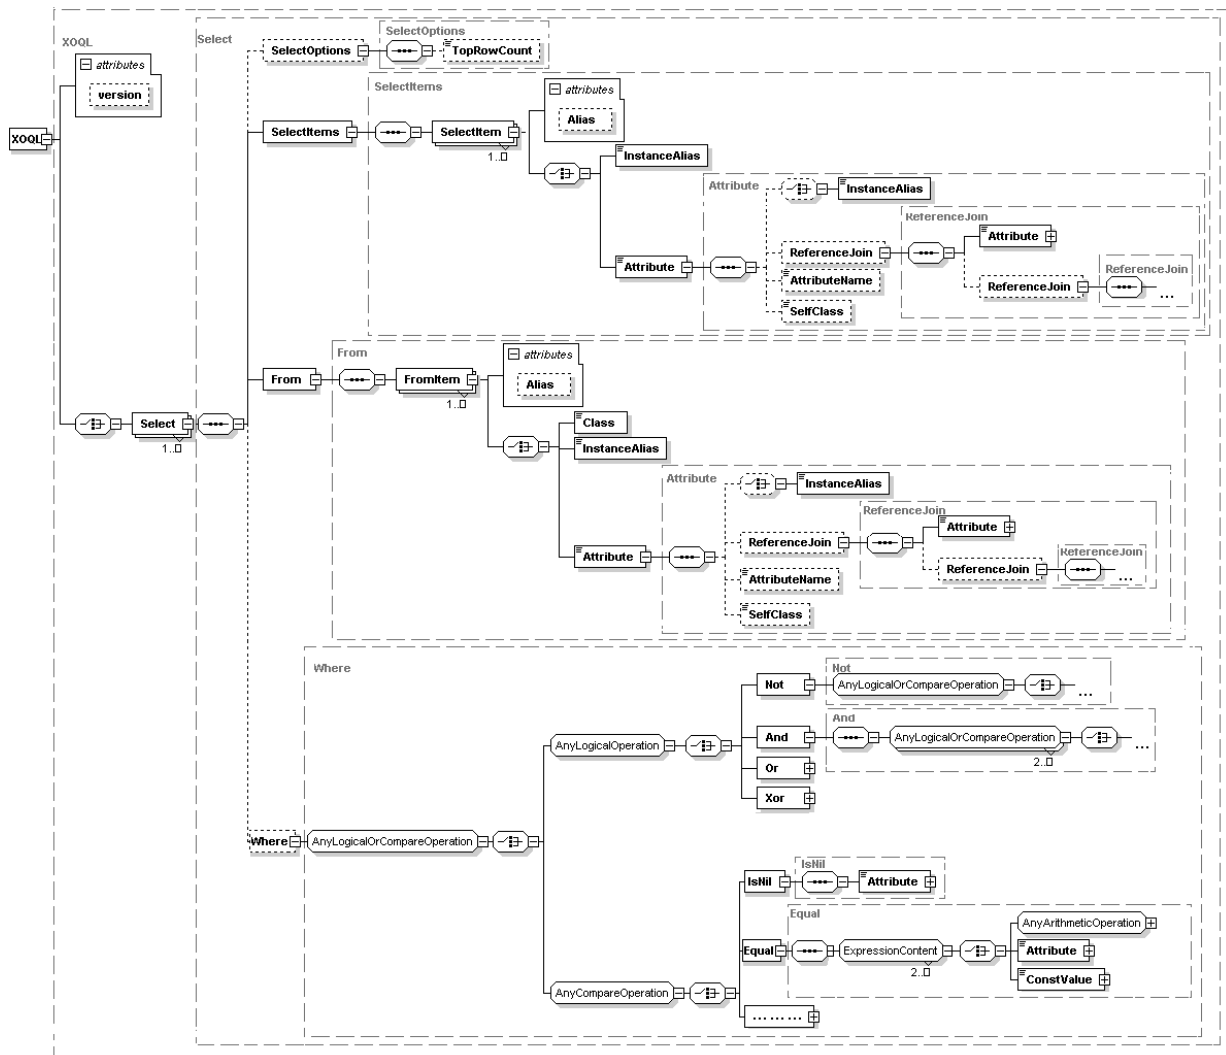 XOQL
attributes
version
XOQL
Select
SelectOptions
SelectOptions
TopRowCount
SelectItems
SelectItems
SelectItem
1..
attributes
Alias
InstanceAlias
Attribute
Attribute
InstanceAlias
ReferenceJoin
ReferenceJoin
Attribute
ReferenceJoin
ReferenceJoin
...
AttributeName
SelfClass
From
From
FromItem
1..
attributes
Alias
Select
1..
Class
InstanceAlias
Attribute
Attribute
InstanceAlias
ReferenceJoin
ReferenceJoin
Attribute
ReferenceJoin
ReferenceJoin
...
AttributeName
SelfClass
Where
Where
AnyLogicalOrCompareOperation
AnyLogicalOperation
Not
Not
AnyLogicalOrCompareOperation
...
And
And
AnyLogicalOrCompareOperation
2..
...
Or
Xor
AnyCompareOperation
IsNil
IsNil
Attribute
Equal
Equal
ExpressionContent
2..
AnyArithmeticOperation
Attribute
ConstValue
... ... ...